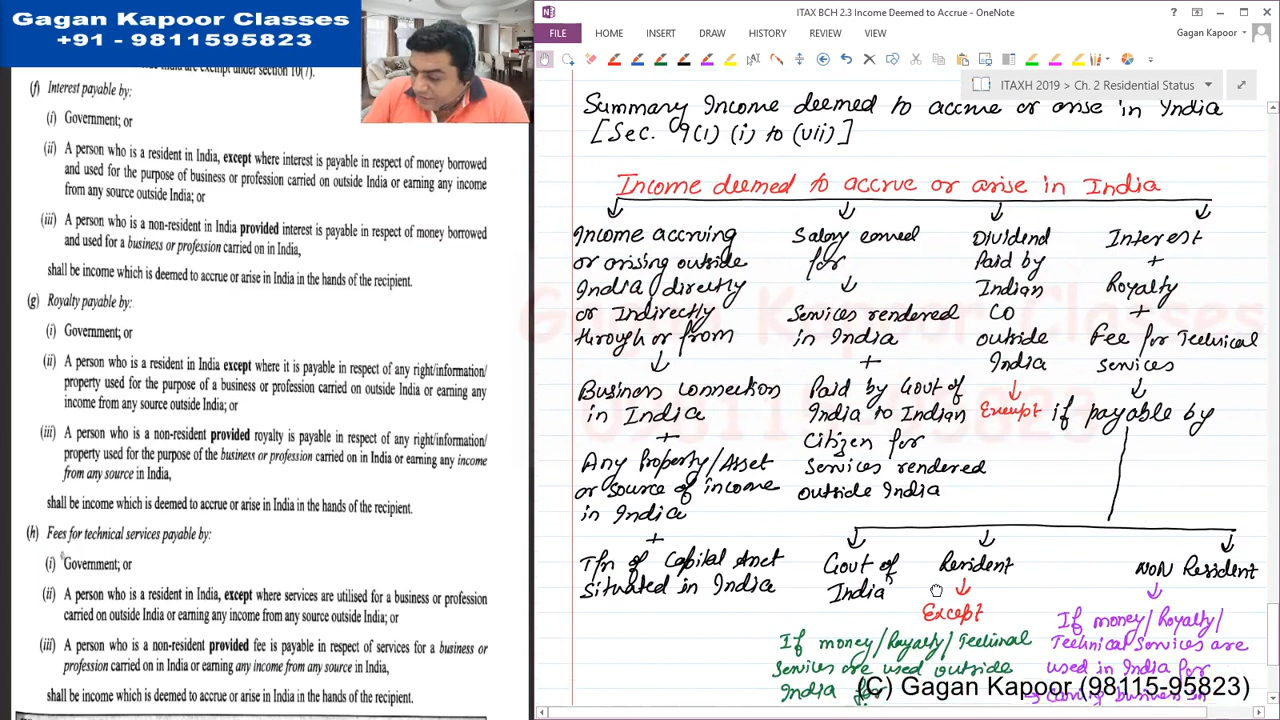 Gagan Kapoor Classes
+91 - 9811595823
India are exempt under section 10(7).
(f) Interest payable by:
(i) Government; or
(ii) A person who is a resident in India, except where interest is payable in respect of money borrowed
and used for the purpose of business or profession carried on outside India or earning any income
from any source outside India; or
(iii) A person who is a non-resident in India provided interest is payable in respect of money borrowed
and used for a business or profession carried on in India,
shall be income which is deemed to accrue or arise in India in the hands of the recipient.
(g) Royalty payable by:
(i) Government; or
(ii) A person who is a resident in India except where it is payable in respect of any right/information/
property used for the purpose of a business or profession carried on outside India or earning any
income from any source outside India; or
(iii) A person who is a non-resident provided royalty is payable in respect of any right/information/
property used for the purpose of the business or profession carried on in India or earning any income
from any source in India,
shall be income which is deemed to accrue or arise in India in the hands of the recipient.
(h) Fees for technical services payable by:
(i) Government; or
(ii) A person who is a resident in India, except where services are utilised for a business or profession
carried on outside India or earning any income from any source outside India; or
(iii) A person who is a non-resident provided fee is payable in respect of services for a business or
profession carried on in India or earning any income from any source in India,
shall be income which is deemed to accrue or arise in India in the hands of the recipient.
ITAX BCH 2.3 Income Deemed to Accrue - OneNote
FILE HOME INSERT DRAW HISTORY REVIEW VIEW
Gagan Kapoor
ITAXH 2019 > Ch. 2 Residential Status
Summary Income deemed to accrue or arise in India
[Sec. 9(1) (i) to (vii)]
Income deemed to accrue or arise in India
Income accruing
or arising outside
India directly
or Indirectly
through or from
Business connection
in India
+
Any Property/Asset
or source of income
in India
+
Tfn of Capital Asset
situated in India
Salary earned
for
Services rendered
in India
+
Paid by Govt of
India to Indian
Citizen for
Services rendered
outside India
Dividend
Paid by
Indian
CO
outside
India
Exempt
Interest
+
Royalty
+
Fee for Technical
services
if payable by
Govt of
India
Resident
Except
If money/Royalty/Technical
Services are used outside
India for
NON Resident
If money/Royalty/
Technical Services are
used in India for
→ carry business in
(C) Gagan Kapoor (98115-95823)